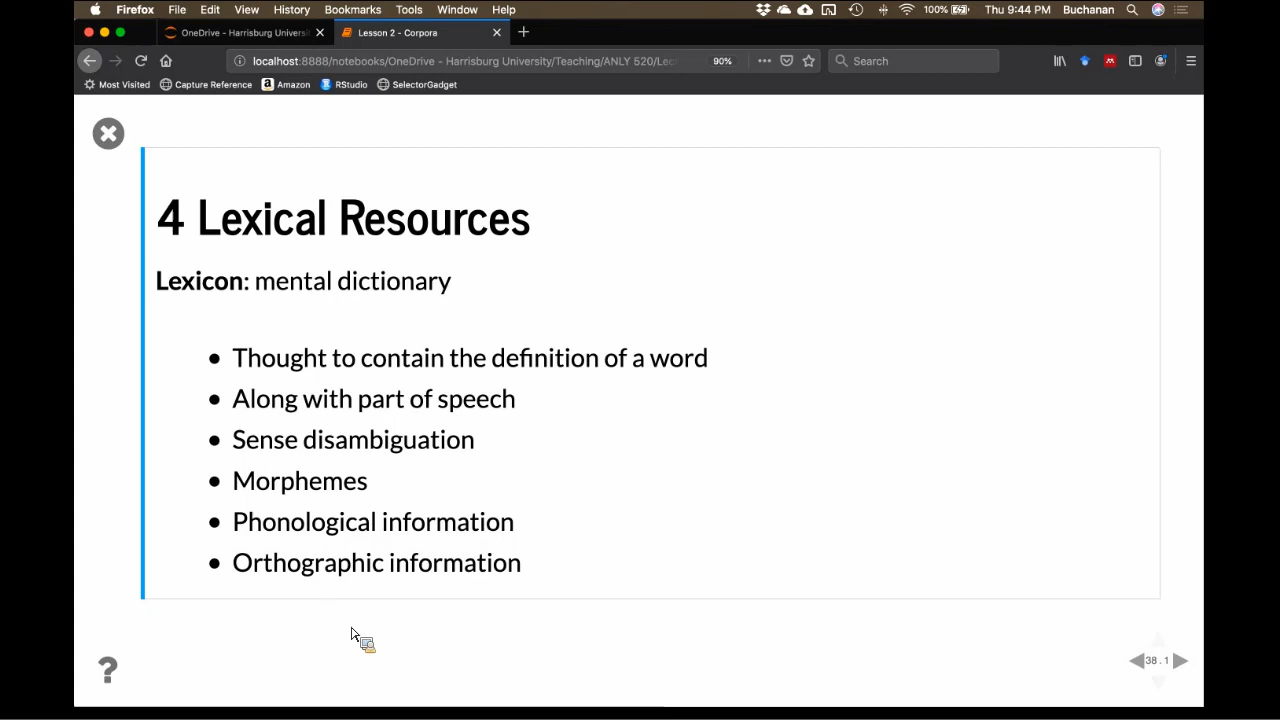 Firefox File Edit View History Bookmarks Tools Window Help 100% Thu 9:44 PM Buchanan
OneDrive - Harrisburg Universi Lesson 2 - Corpora
localhost:8888/notebooks/OneDrive - Harrisburg University/Teaching/ANLY 520/Lec 90% Search
Most Visited Capture Reference Amazon RStudio SelectorGadget
4 Lexical Resources
Lexicon: mental dictionary
• Thought to contain the definition of a word
• Along with part of speech
• Sense disambiguation
• Morphemes
• Phonological information
• Orthographic information
38.1
?